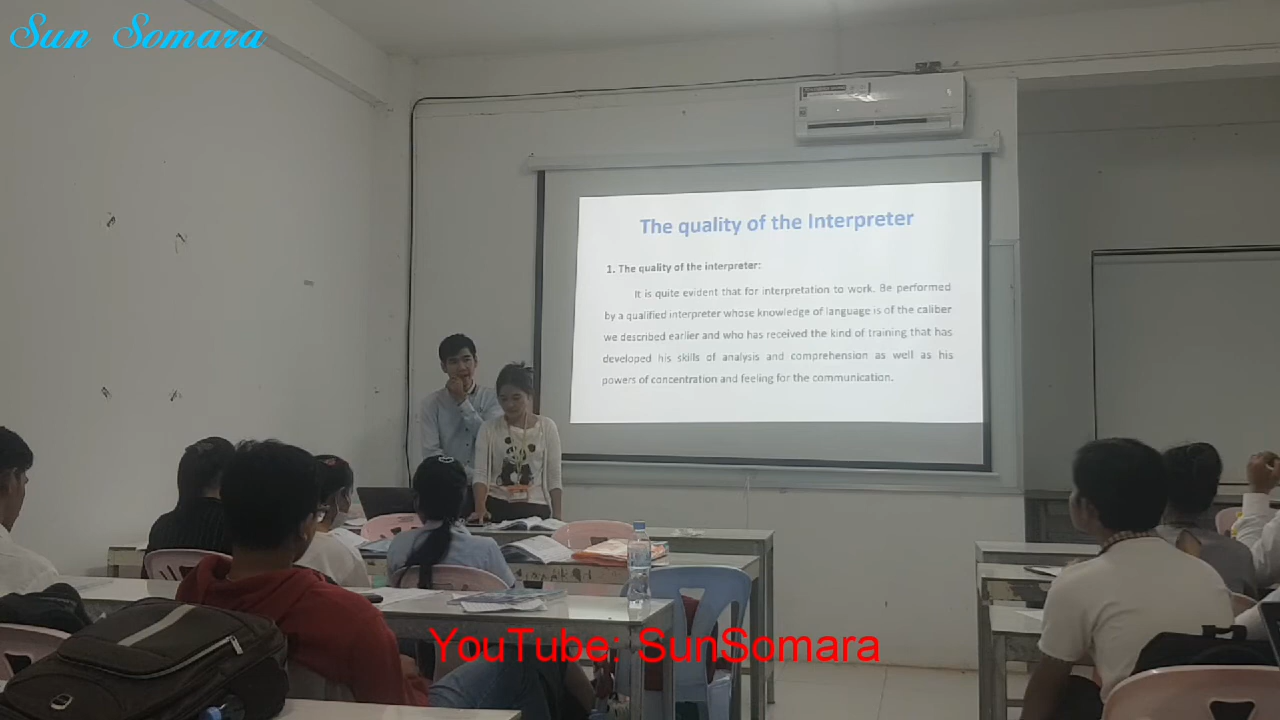 Sun Somara
The quality of the Interpreter
1. The quality of the interpreter:
It is quite evident that for interpretation to work. Be performed
by a qualified interpreter whose knowledge of language is of the caliber
we described earlier and who has received the kind of training that has
developed his skills of analysis and comprehension as well as his
powers of concentration and feeling for the communication.
YouTube: SunSomara